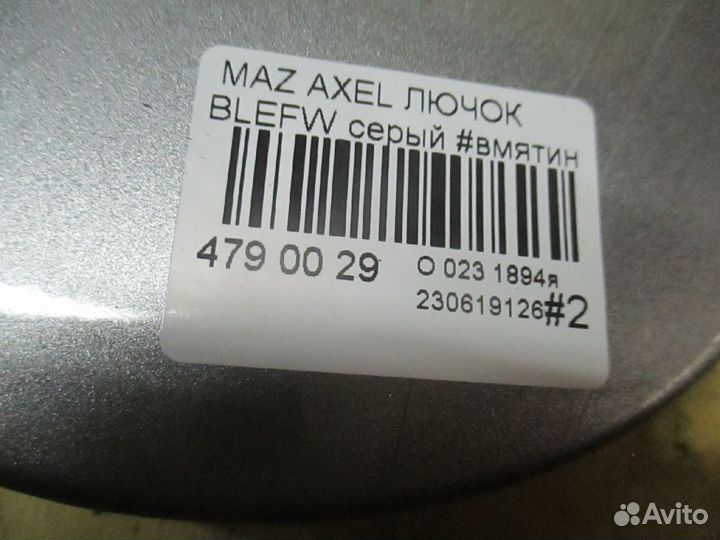 MAZ AXEL ЛЮЧОК
BLEFW серый #вмятин
479 00 29
О 023 1894я
230619126#2
Avito